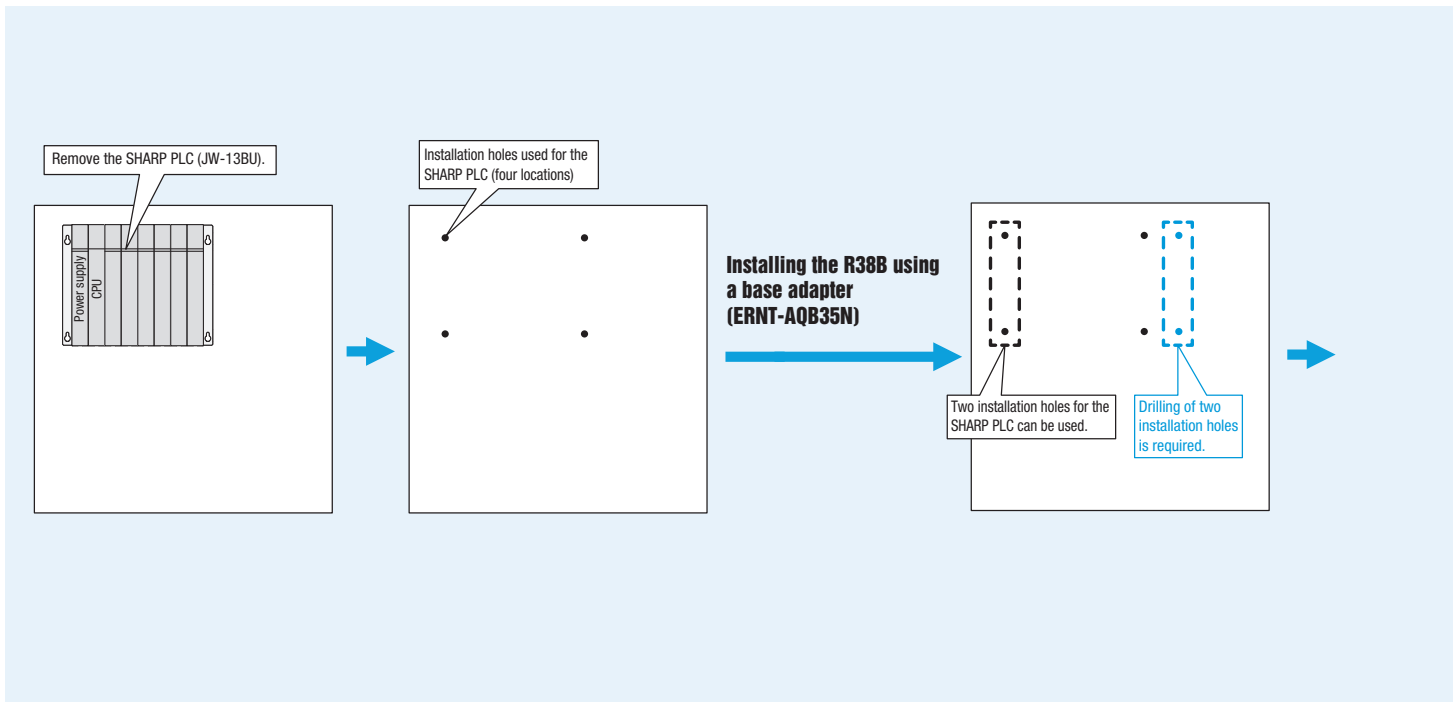 Remove the SHARP PLC (JW-13BU).
Power supply
CPU
Installation holes used for the
SHARP PLC (four locations)
Installing the R38B using
a base adapter
(ERNT-AQB35N)
Two installation holes for the
SHARP PLC can be used.
Drilling of two
installation holes
is required.